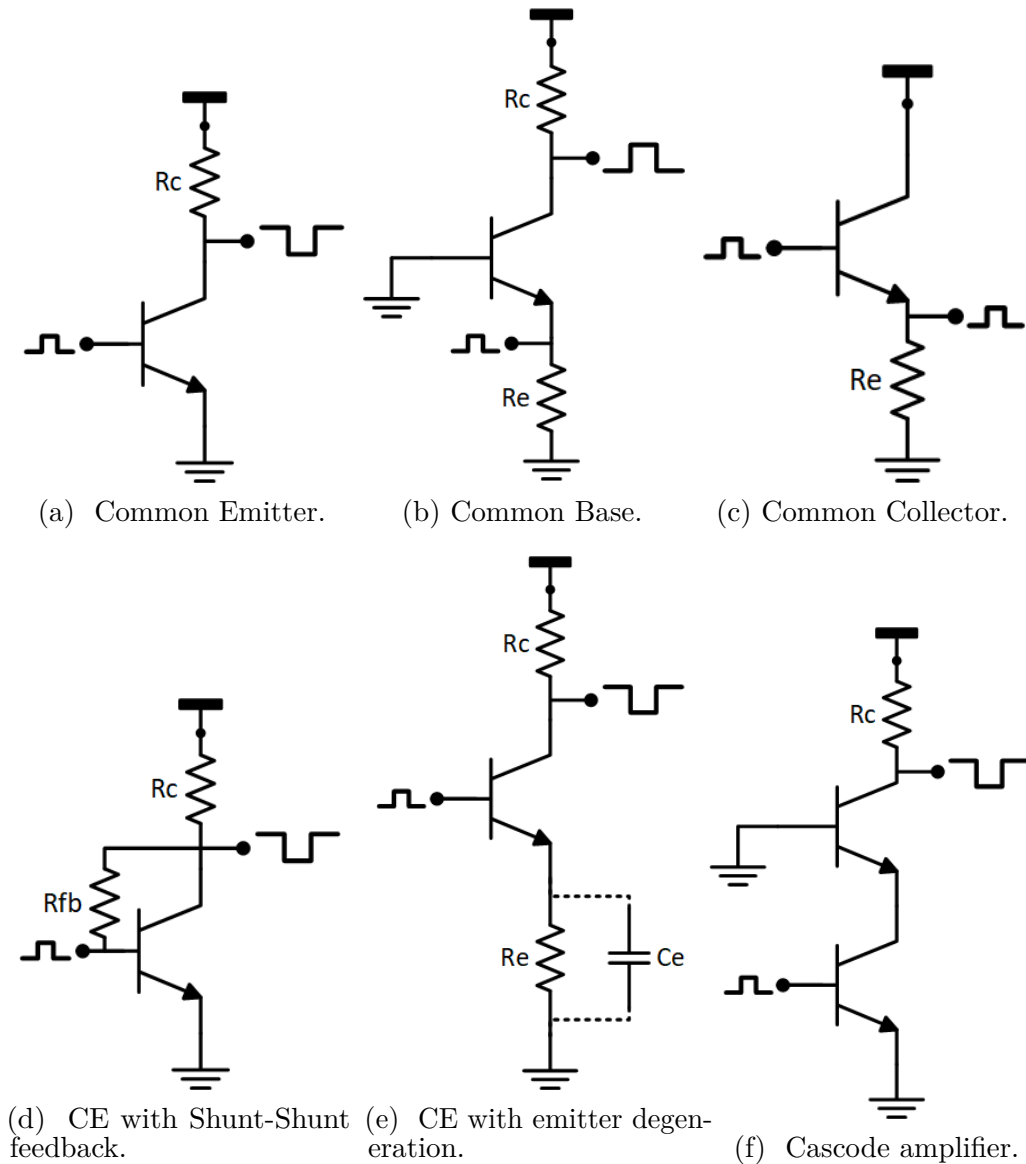 Rc
Rc
Rc
Re
Re
(a) Common Emitter.
(b) Common Base.
(c) Common Collector.
Rc
Rfb
Rc
Re
Ce
Rc
(d) CE with Shunt-Shunt
feedback.
(e) CE with emitter degen-
eration.
(f) Cascode amplifier.